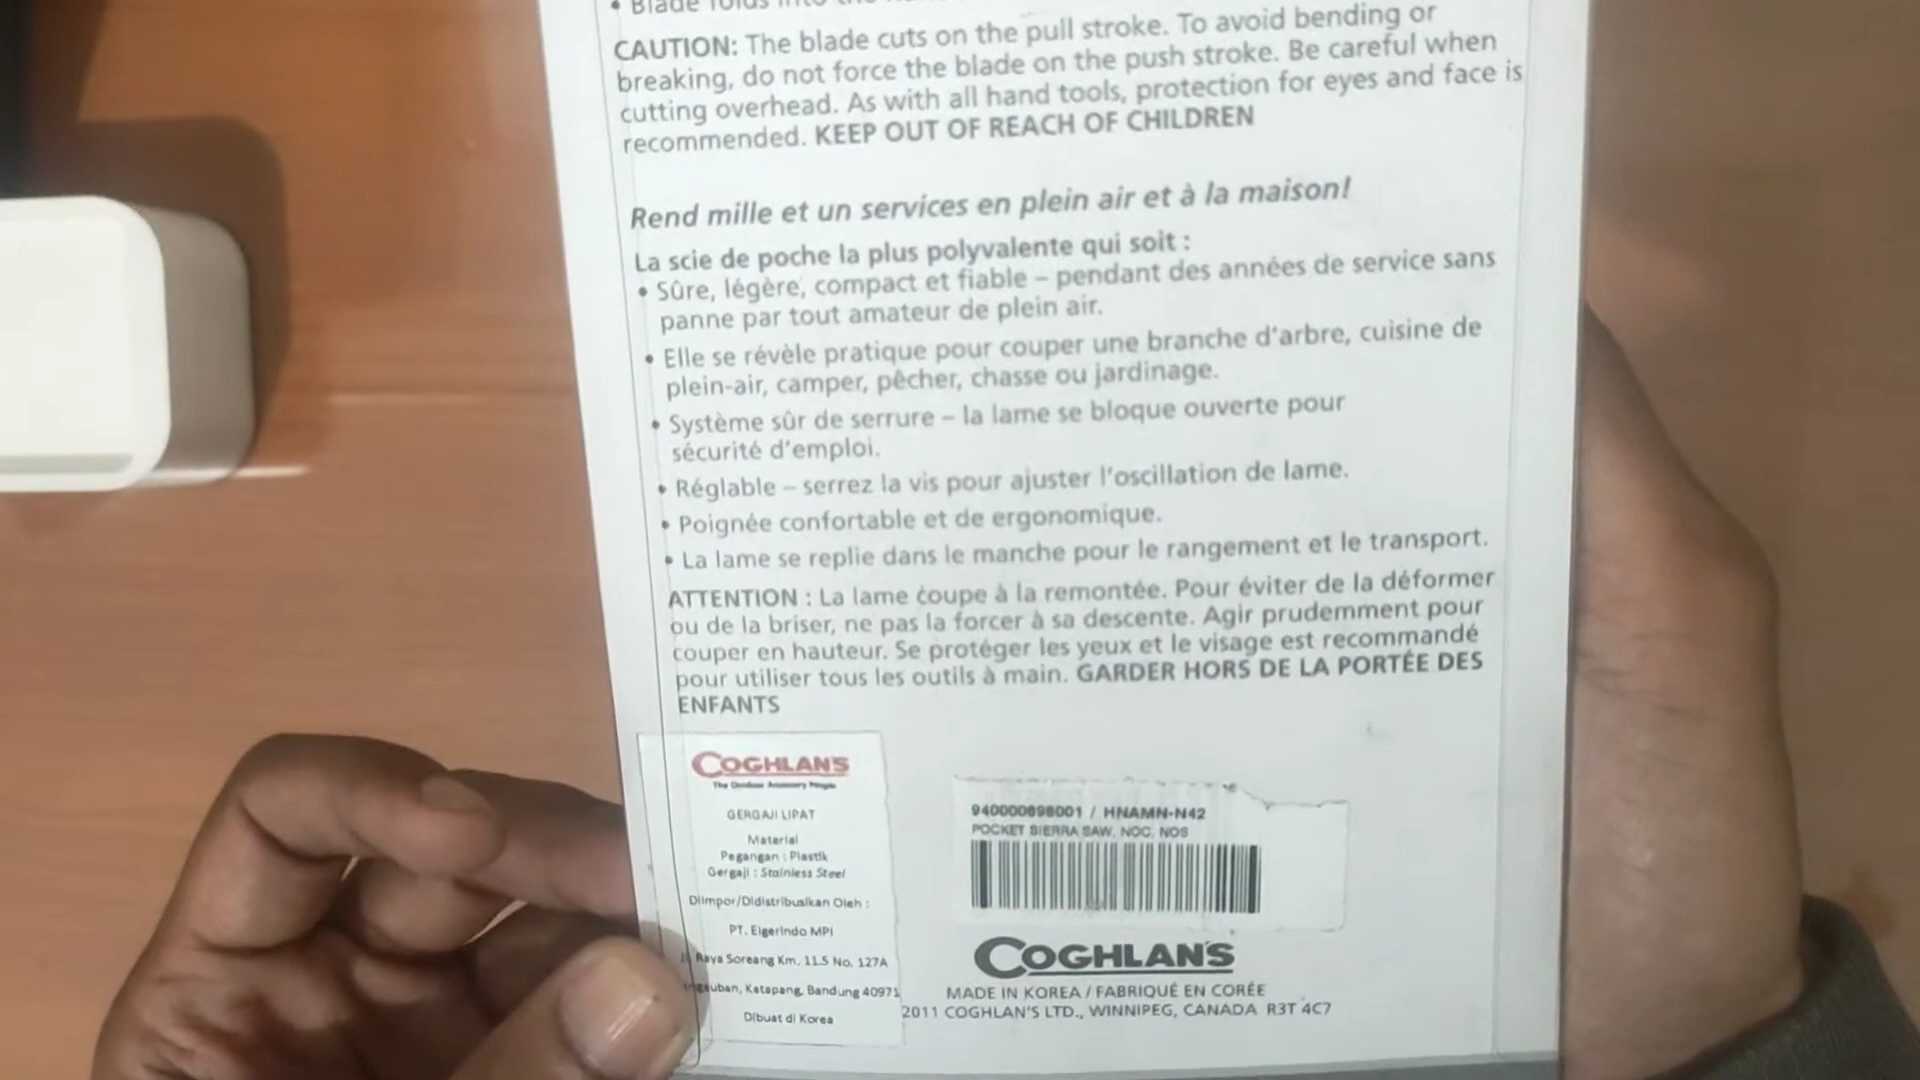 • Blade folds into the
CAUTION: The blade cuts on the pull stroke. To avoid bending or
breaking, do not force the blade on the push stroke. Be careful when
cutting overhead. As with all hand tools, protection for eyes and face is
recommended. KEEP OUT OF REACH OF CHILDREN
Rend mille et un services en plein air et à la maison!
La scie de poche la plus polyvalente qui soit :
• Sûre, légère, compact et fiable – pendant des années de service sans
panne par tout amateur de plein air.
• Elle se révèle pratique pour couper une branche d'arbre, cuisine de
plein-air, camper, pêcher, chasse ou jardinage.
• Système sûr de serrure – la lame se bloque ouverte pour
sécurité d'emploi.
• Réglable – serrez la vis pour ajuster l'oscillation de lame.
• Poignée confortable et de ergonomique.
• La lame se replie dans le manche pour le rangement et le transport.
ATTENTION : La lame coupe à la remontée. Pour éviter de la déformer
ou de la briser, ne pas la forcer à sa descente. Agir prudemment pour
couper en hauteur. Se protéger les yeux et le visage est recommandé
pour utiliser tous les outils à main. GARDER HORS DE LA PORTÉE DES
ENFANTS
COGHLAN'S
The Outdoor Accessory People
GERGAJI LIPAT
Material
Pegangan : Plastik
Gergaji : Stainless Steel
Diimpor/Didistribusikan Oleh :
PT. Eigerindo MPI
Raya Soreang Km. 11.5 No. 127A
Katapang, Bandung 40971
Dibuat di Korea
940000898001 / HNAMN-N42
POCKET SIERRA SAW, NOC, NOS
COGHLAN'S
MADE IN KOREA / FABRIQUÉ EN CORÉE
2011 COGHLAN'S LTD., WINNIPEG, CANADA R3T 4C7